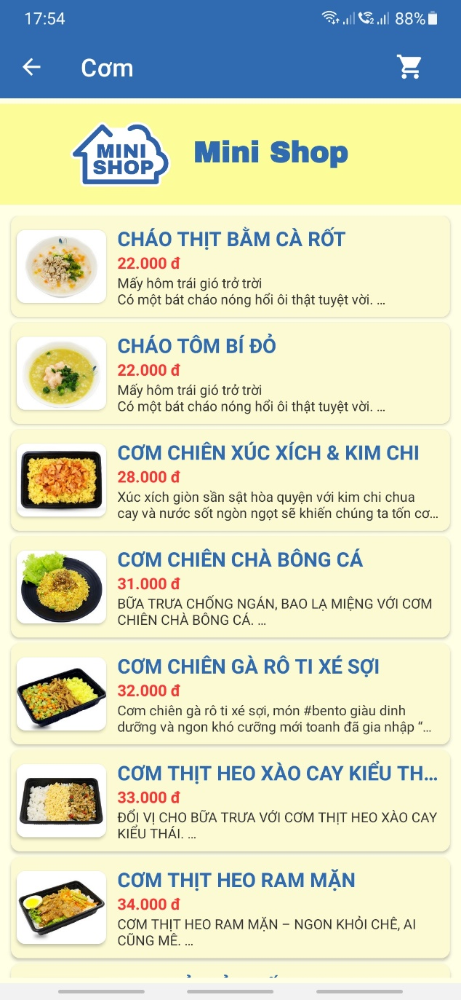 17:54
2
88%
Cơm
MINI
SHOP
Mini Shop
CHÁO THỊT BẰM CÀ RỐT
22.000 đ
Mấy hôm trái gió trở trời
Có một bát cháo nóng hổi ôi thật tuyệt vời. ...
CHÁO TÔM BÍ ĐỎ
22.000 đ
Mấy hôm trái gió trở trời
Có một bát cháo nóng hổi ôi thật tuyệt vời. ...
CƠM CHIÊN XÚC XÍCH & KIM CHI
28.000 đ
Xúc xích giòn sần sật hòa quyện với kim chi chua
cay và nước sốt ngòn ngọt sẽ khiến chúng ta tốn cơ...
CƠM CHIÊN CHÀ BÔNG CÁ
31.000 đ
BỮA TRƯA CHỐNG NGÁN, BAO LẠ MIỆNG VỚI CƠM
CHIÊN CHÀ BÔNG CÁ. ...
CƠM CHIÊN GÀ RÔ TI XÉ SỢI
32.000 đ
Cơm chiên gà rô ti xé sợi, món #bento giàu dinh
dưỡng và ngon khó cưỡng mới toanh đã gia nhập “...
CƠM THỊT HEO XÀO CAY KIỂU TH...
33.000 đ
ĐỔI VỊ CHO BỮA TRƯA VỚI CƠM THỊT HEO XÀO CAY
KIỂU THÁI. ...
CƠM THỊT HEO RAM MẶN
34.000 đ
CƠM THỊT HEO RAM MẶN – NGON KHỎI CHÊ, AI
CŨNG MÊ. ...